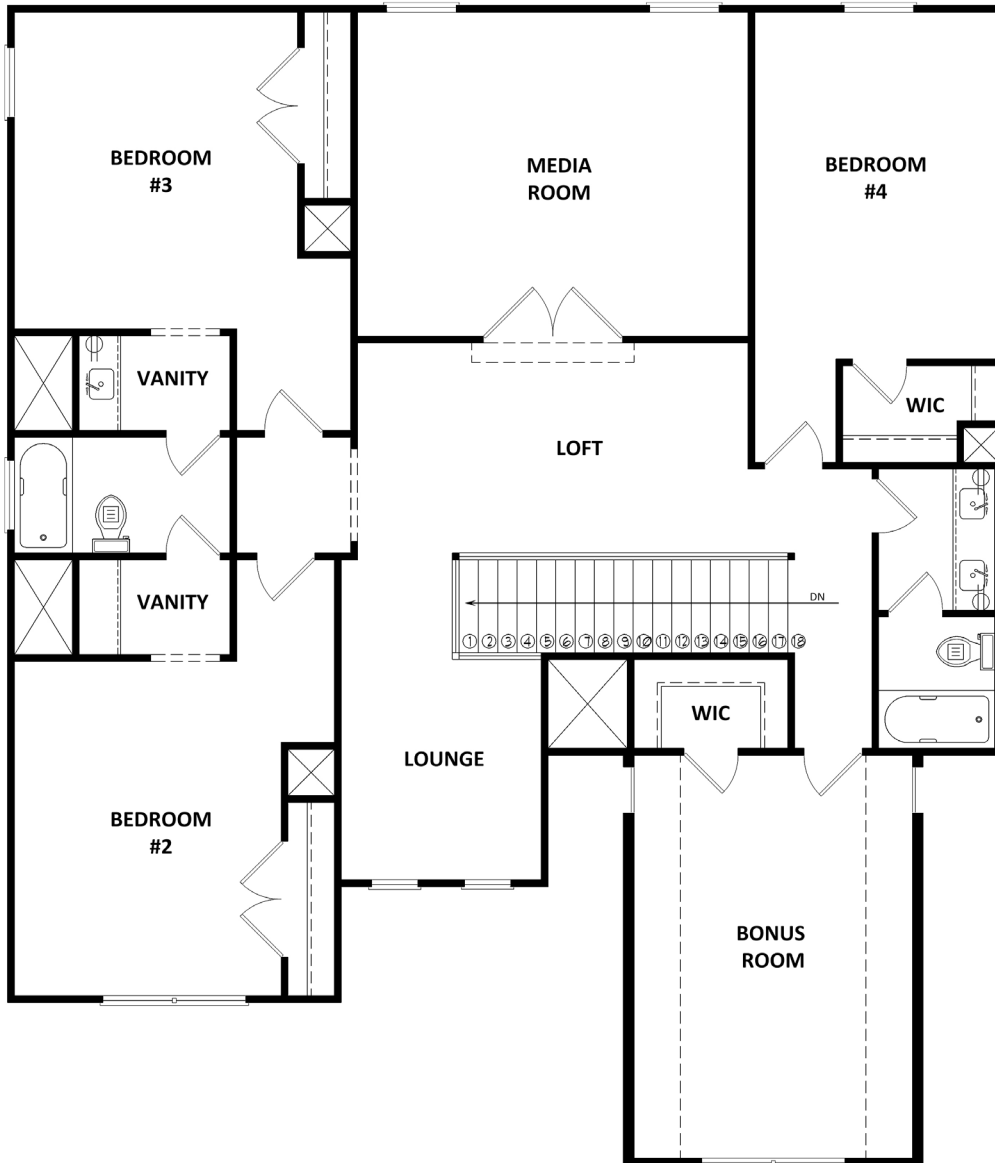 BEDROOM
#3
MEDIA
ROOM
BEDROOM
#4
VANITY
WIC
LOFT
VANITY
DN
1 2 3 4 5 6 7 8 9 10 11 12 13 14 15 16 17 18
WIC
LOUNGE
BEDROOM
#2
BONUS
ROOM